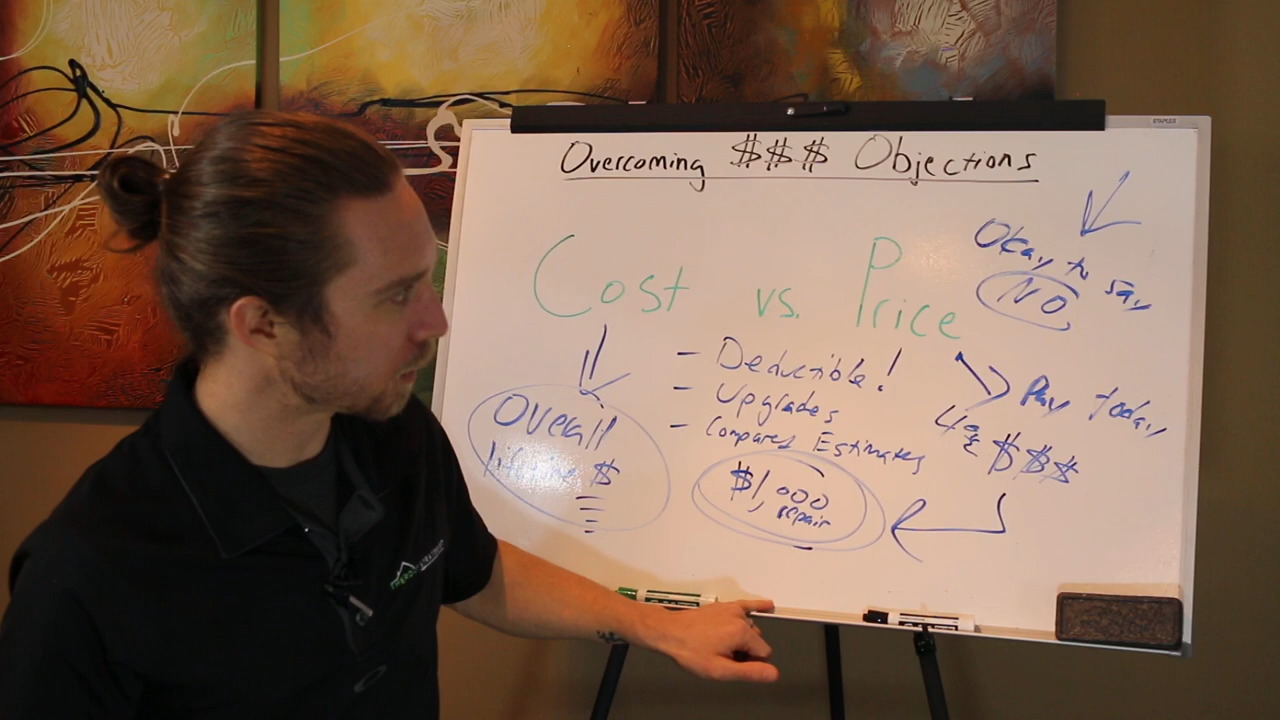 Overcoming $$$ Objections
Cost vs. Price
Okay to say
NO
- Deductible!
- Upgrades
- Compares Estimates
Pay today
$$$
Overall
$
$1,000
repair
STAPLES